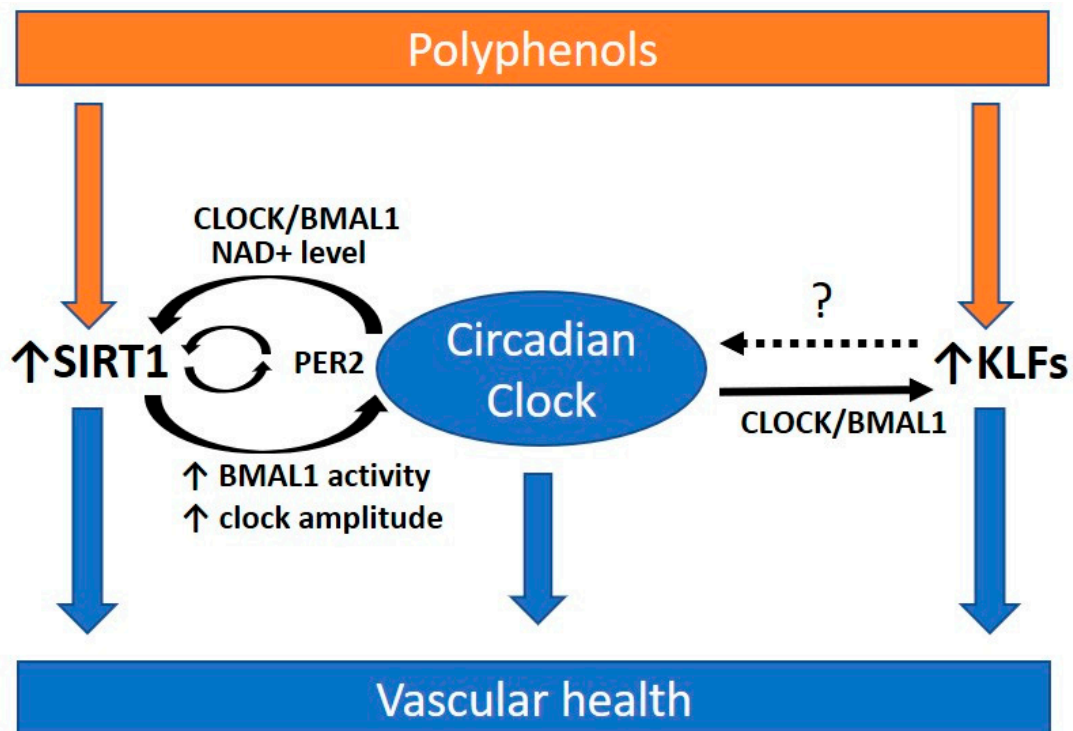 Polyphenols
CLOCK/BMAL1
NAD+ level
?
Circadian
Clock
↑SIRT1
PER2
↑KLFs
CLOCK/BMAL1
↑ BMAL1 activity
↑ clock amplitude
Vascular health